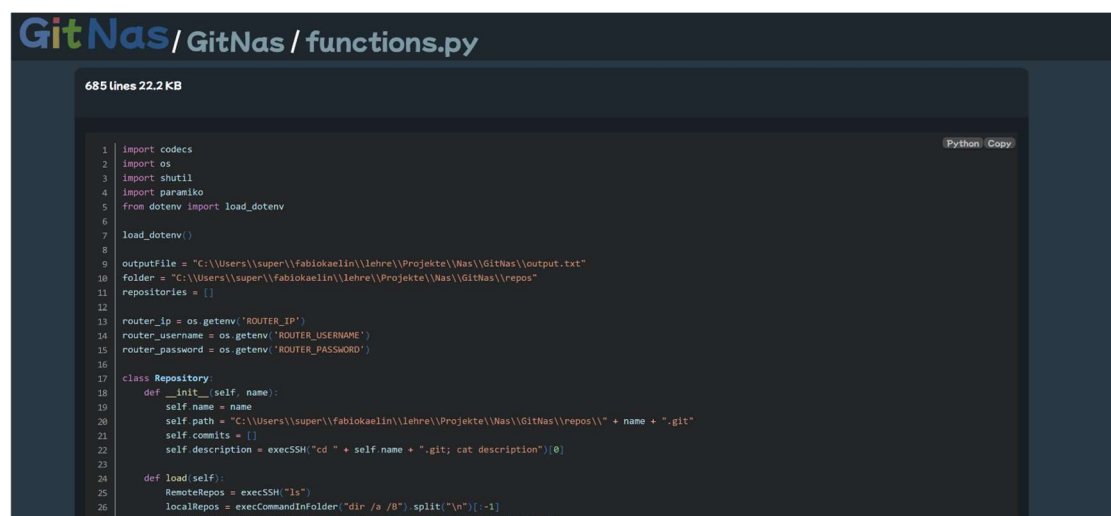 GitNas / GitNas / functions.py
685 lines 22.2 KB
Python Copy
1 import codecs
2 import os
3 import shutil
4 import paramiko
5 from dotenv import load_dotenv
6
7 load_dotenv()
8
9 outputFile = "C:\\Users\\super\\fabiokaelin\\lehre\\Projekte\\Nas\\GitNas\\output.txt"
10 folder = "C:\\Users\\super\\fabiokaelin\\lehre\\Projekte\\Nas\\GitNas\\repos"
11 repositories = []
12
13 router_ip = os.getenv('ROUTER_IP')
14 router_username = os.getenv('ROUTER_USERNAME')
15 router_password = os.getenv('ROUTER_PASSWORD')
16
17 class Repository:
18     def __init__(self, name):
19         self.name = name
20         self.path = "C:\\Users\\super\\fabiokaelin\\lehre\\Projekte\\Nas\\GitNas\\repos\\" + name + ".git"
21         self.commits = []
22         self.description = execSSH("cd " + self.name + ".git; cat description")[0]
23
24     def load(self):
25         RemoteRepos = execSSH("ls")
26         localRepos = execCommandInFolder("dir /a /B").split("\n")[:-1]